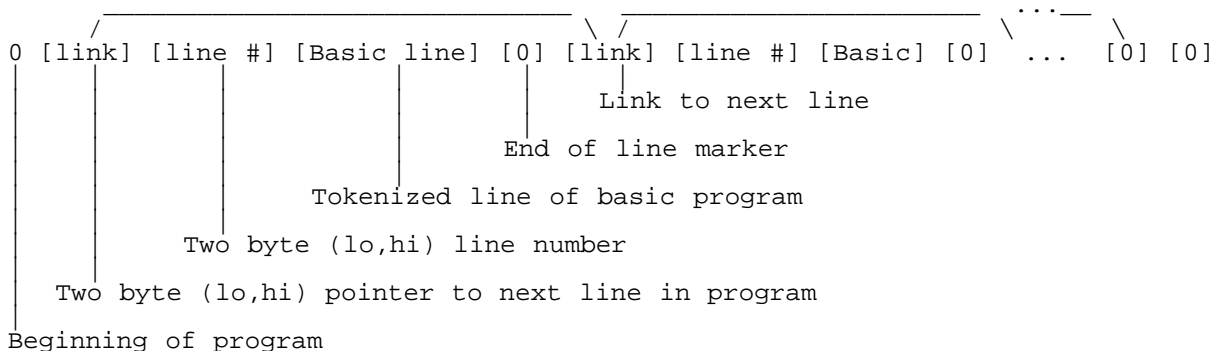 ...
0 [link] [line #] [Basic line] [0] [link] [line #] [Basic] [0] ... [0] [0]
Link to next line
End of line marker
Tokenized line of basic program
Two byte (lo,hi) line number
Two byte (lo,hi) pointer to next line in program
Beginning of program